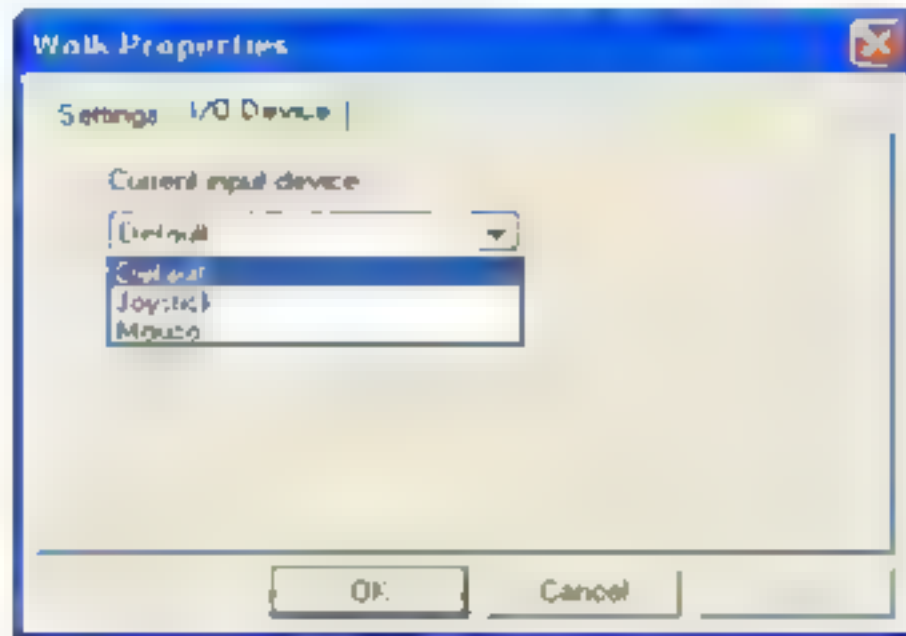 Walk Properties
Settings I/O Device
Current input device
Default
Default
Joystick
Mouse
OK Cancel